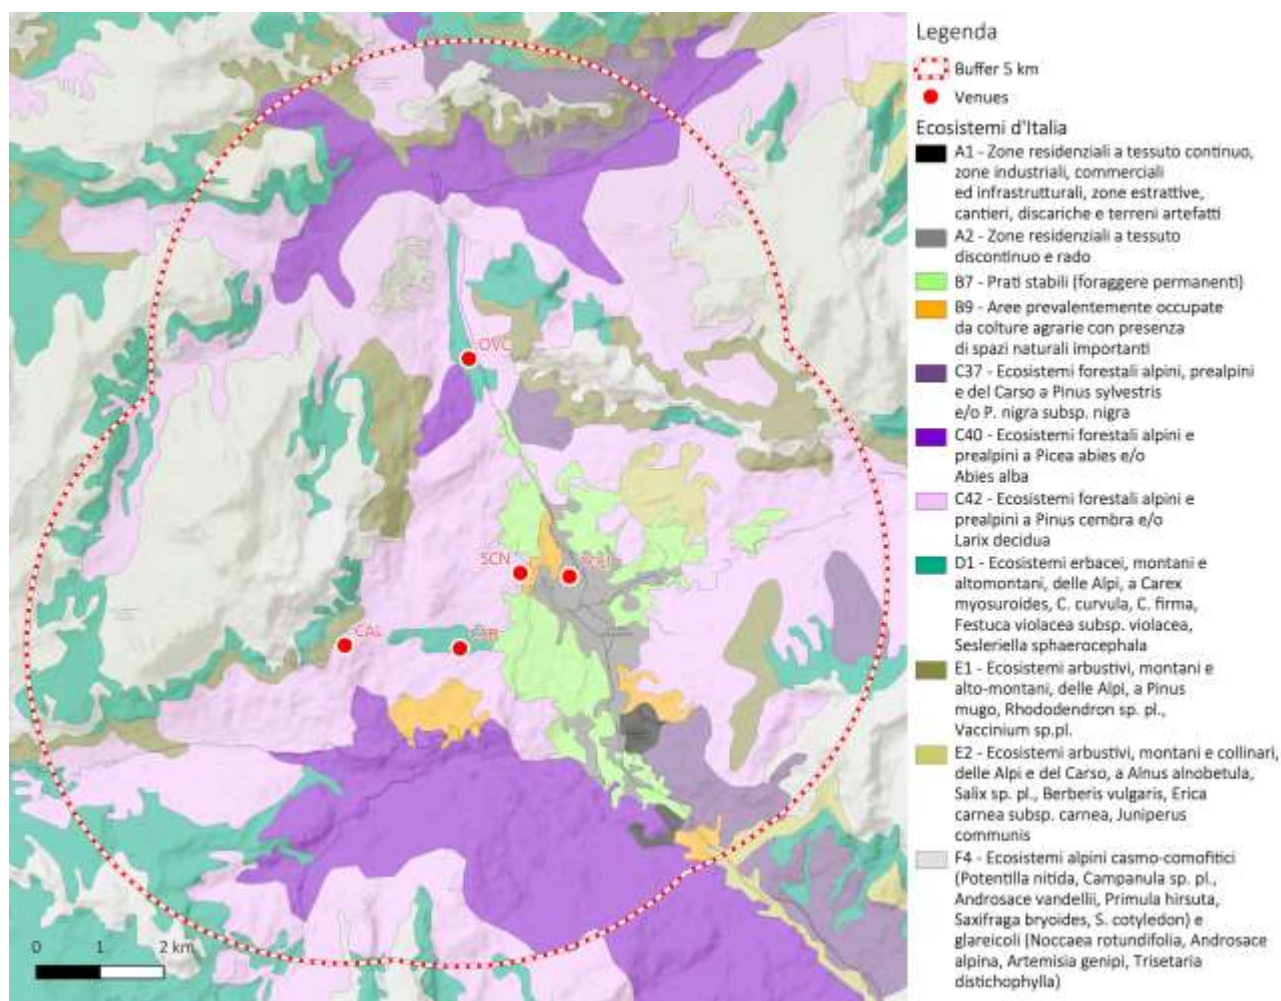 Legenda
Buffer 5 km
Venues
Ecosistemi d'Italia
A1 - Zone residenziali a tessuto continuo,
zone industriali, commerciali
ed infrastrutturali, zone estrattive,
cantieri, discariche e terreni artefatti
A2 - Zone residenziali a tessuto
discontinuo e rado
B7 - Prati stabili (foraggere permanenti)
B9 - Aree prevalentemente occupate
da colture agrarie con presenza
di spazi naturali importanti
C37 - Ecosistemi forestali alpini, prealpini
e del Carso a Pinus sylvestris
e/o P. nigra subsp. nigra
C40 - Ecosistemi forestali alpini e
prealpini a Picea abies e/o
Abies alba
C42 - Ecosistemi forestali alpini e
prealpini a Pinus cembra e/o
Larix decidua
D1 - Ecosistemi erbacei, montani e
altomontani, delle Alpi, a Carex
myosuroides, C. curvula, C. firma,
Festuca violacea subsp. violacea,
Sesleriella sphaerocephala
E1 - Ecosistemi arbustivi, montani e
alto-montani, delle Alpi, a Pinus
mugo, Rhododendron sp. pl.,
Vaccinium sp.pl.
E2 - Ecosistemi arbustivi, montani e collinari,
delle Alpi e del Carso, a Alnus alnobetula,
Salix sp. pl., Berberis vulgaris, Erica
carnea subsp. carnea, Juniperus
communis
F4 - Ecosistemi alpini casmo-comofitici
(Potentilla nitida, Campanula sp. pl.,
Androsace vandellii, Primula hirsuta,
Saxifraga bryoides, S. cotyledon) e
glareicoli (Noccaea rotundifolia, Androsace
alpina, Artemisia genipi, Trisetaria
distichophylla)
OVC
SCN
CAL
0 1 2 km